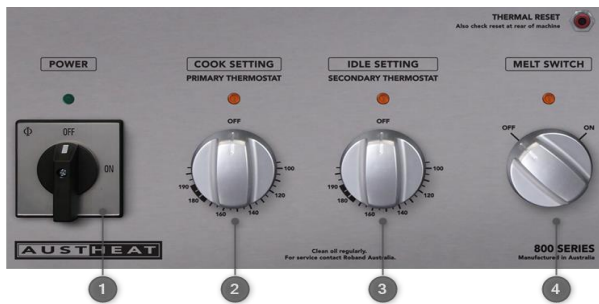 THERMAL RESET
Also check reset at rear of machine
POWER
COOK SETTING
PRIMARY THERMOSTAT
IDLE SETTING
SECONDARY THERMOSTAT
MELT SWITCH
OFF
ON
OFF
100
120
140
160
180
190
OFF
100
120
140
160
180
190
OFF
ON
AUSTHEAT
Clean oil regularly.
For service contact Roband Australia.
800 SERIES
Manufactured in Australia
1
2
3
4